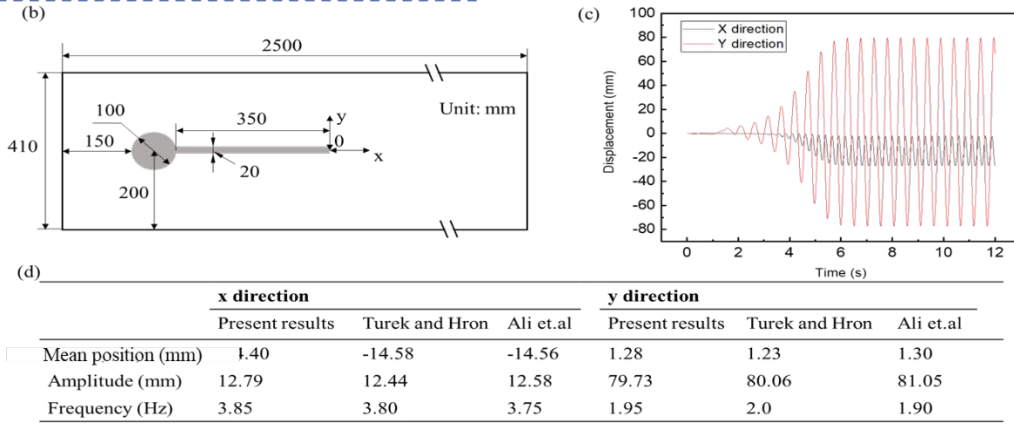 (b)
2500
Unit: mm
100
350
y
0
x
150
410
20
200
(c)
100
80
60
40
20
0
-20
-40
-60
-80
Displacement (mm)
X direction
Y direction
0 2 4 6 8 10 12
Time (s)
(d)
x direction y direction
Present results Turek and Hron Ali et.al Present results Turek and Hron Ali et.al
Mean position (mm) 4.40 -14.58 -14.56 1.28 1.23 1.30
Amplitude (mm) 12.79 12.44 12.58 79.73 80.06 81.05
Frequency (Hz) 3.85 3.80 3.75 1.95 2.0 1.90